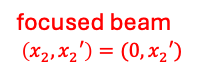 focused beam
(x₂,x₂′) = (0,x₂′)